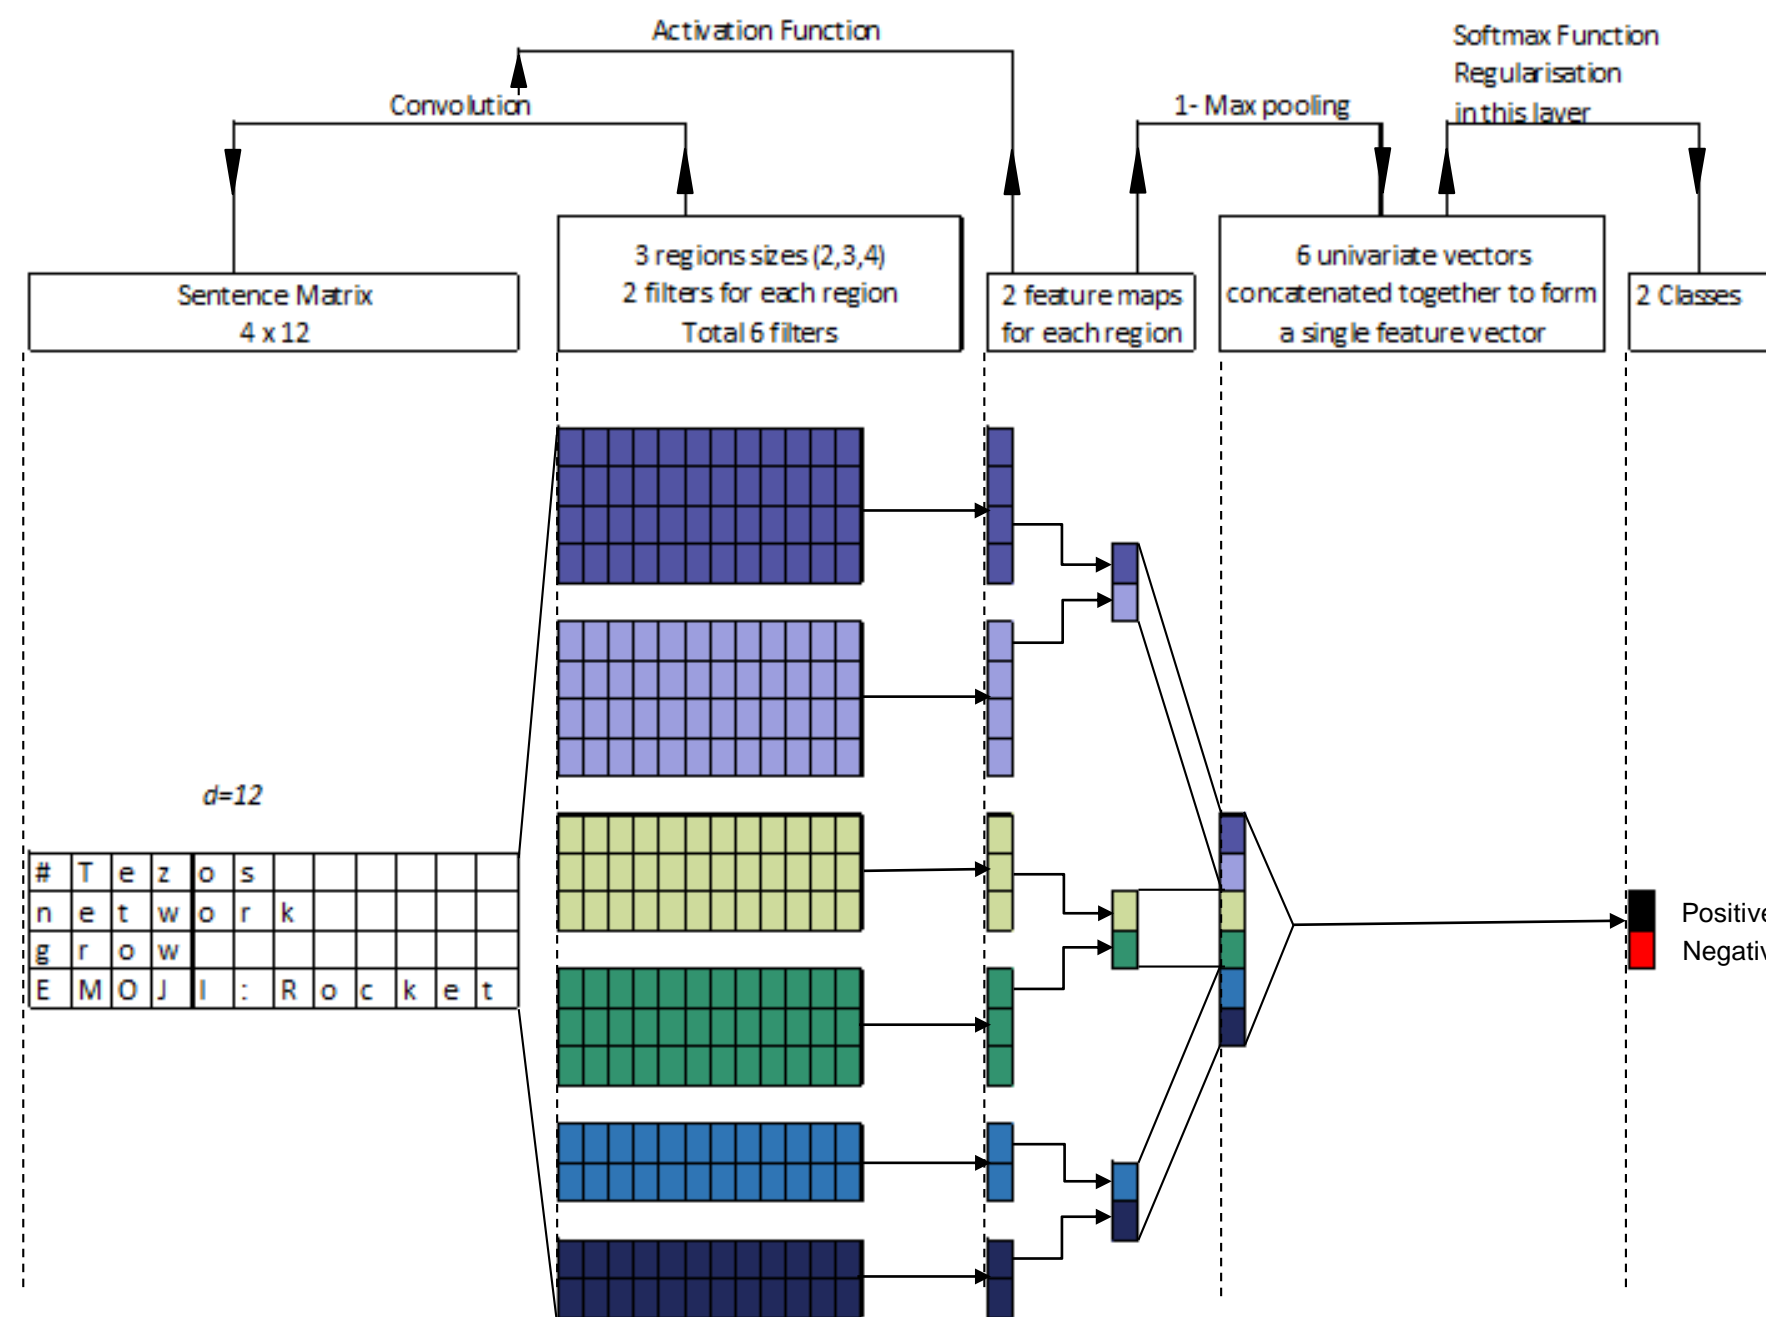 Activation Function
Softmax Function
Regularisation
in this layer
Convolution
1- Max pooling
Sentence Matrix
4 x 12
3 regions sizes (2,3,4)
2 filters for each region
Total 6 filters
2 feature maps
for each region
6 univariate vectors
concatenated together to form
a single feature vector
2 Classes
d=12
# T e z o s
n e t w o r k
g r o w
E M O J I : R o c k e t
Positive
Negativ